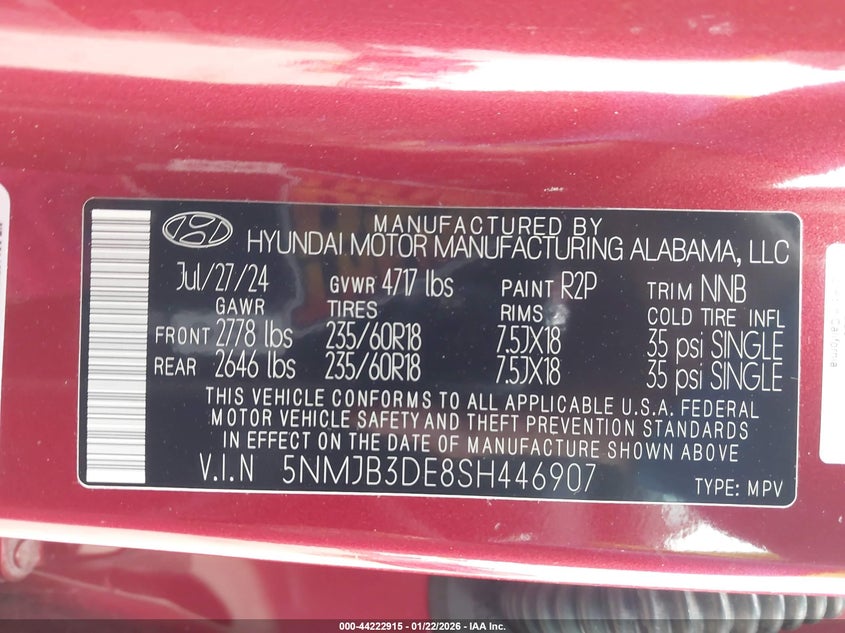 MANUFACTURED BY
HYUNDAI MOTOR MANUFACTURING ALABAMA, LLC
Jul/27/24 GVWR 4717 lbs PAINT R2P TRIM NNB
GAWR TIRES RIMS COLD TIRE INFL
FRONT 2778 lbs 235/60R18 7.5JX18 35 psi SINGLE
REAR 2646 lbs 235/60R18 7.5JX18 35 psi SINGLE
THIS VEHICLE CONFORMS TO ALL APPLICABLE U.S.A. FEDERAL
MOTOR VEHICLE SAFETY AND THEFT PREVENTION STANDARDS
IN EFFECT ON THE DATE OF MANUFACTURE SHOWN ABOVE
V.I.N 5NMJB3DE8SH446907 TYPE: MPV
000-44222915 - 01/22/2026 - IAA Inc.